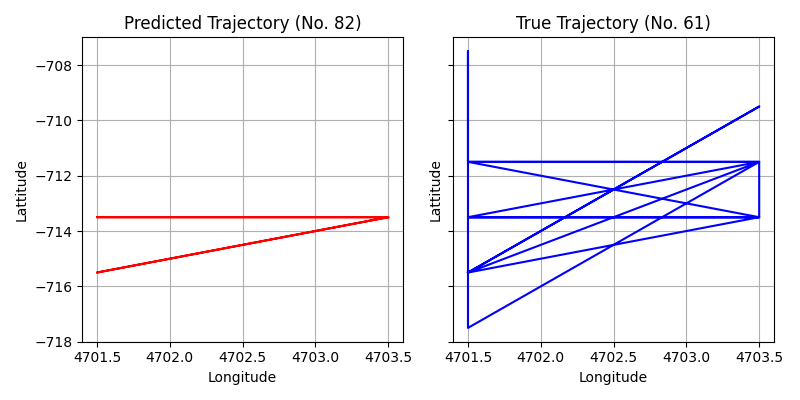 Predicted Trajectory (No. 82)
True Trajectory (No. 61)
Lattitude
−708
−710
−712
−714
−716
−718
4701.5 4702.0 4702.5 4703.0 4703.5
Longitude
Lattitude
4701.5 4702.0 4702.5 4703.0 4703.5
Longitude